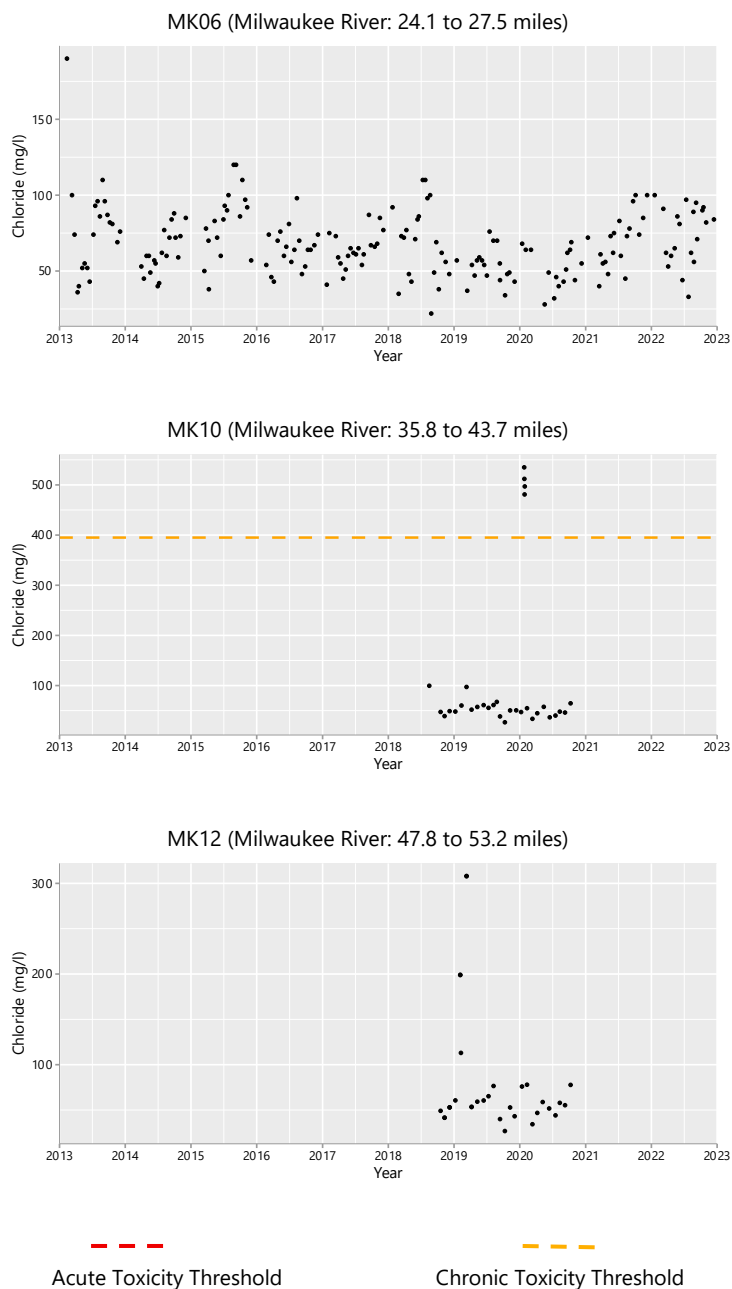 MK06 (Milwaukee River: 24.1 to 27.5 miles)
150
100
50
Chloride (mg/l)
2013 2014 2015 2016 2017 2018 2019 2020 2021 2022 2023
Year
MK10 (Milwaukee River: 35.8 to 43.7 miles)
500
400
300
200
100
Chloride (mg/l)
2013 2014 2015 2016 2017 2018 2019 2020 2021 2022 2023
Year
MK12 (Milwaukee River: 47.8 to 53.2 miles)
300
200
100
Chloride (mg/l)
2013 2014 2015 2016 2017 2018 2019 2020 2021 2022 2023
Year
Acute Toxicity Threshold Chronic Toxicity Threshold